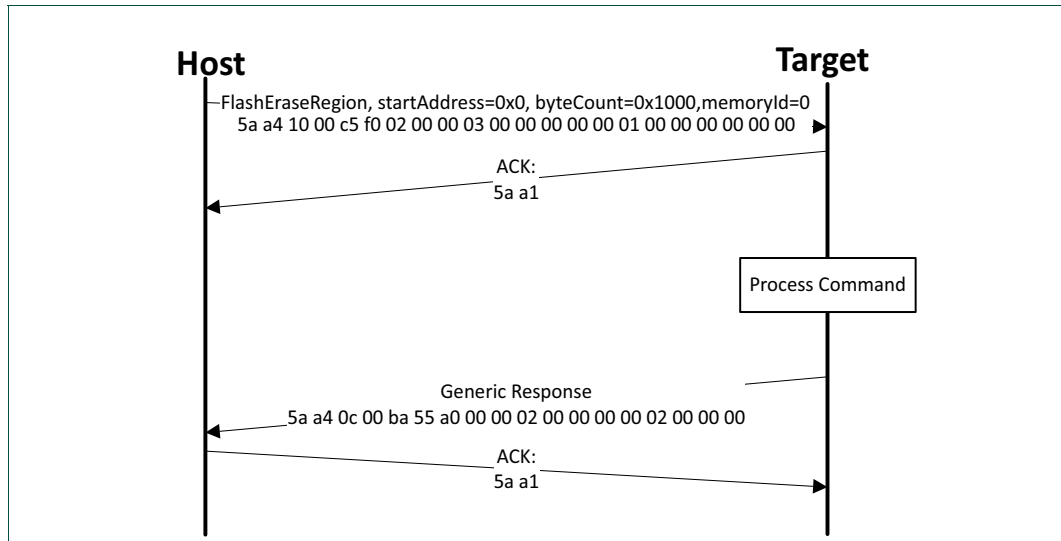 Host
Target
FlashEraseRegion, startAddress=0x0, byteCount=0x1000,memoryId=0
5a a4 10 00 c5 f0 02 00 00 03 00 00 00 00 00 01 00 00 00 00 00 00
ACK:
5a a1
Process Command
Generic Response
5a a4 0c 00 ba 55 a0 00 00 02 00 00 00 00 02 00 00 00
ACK:
5a a1